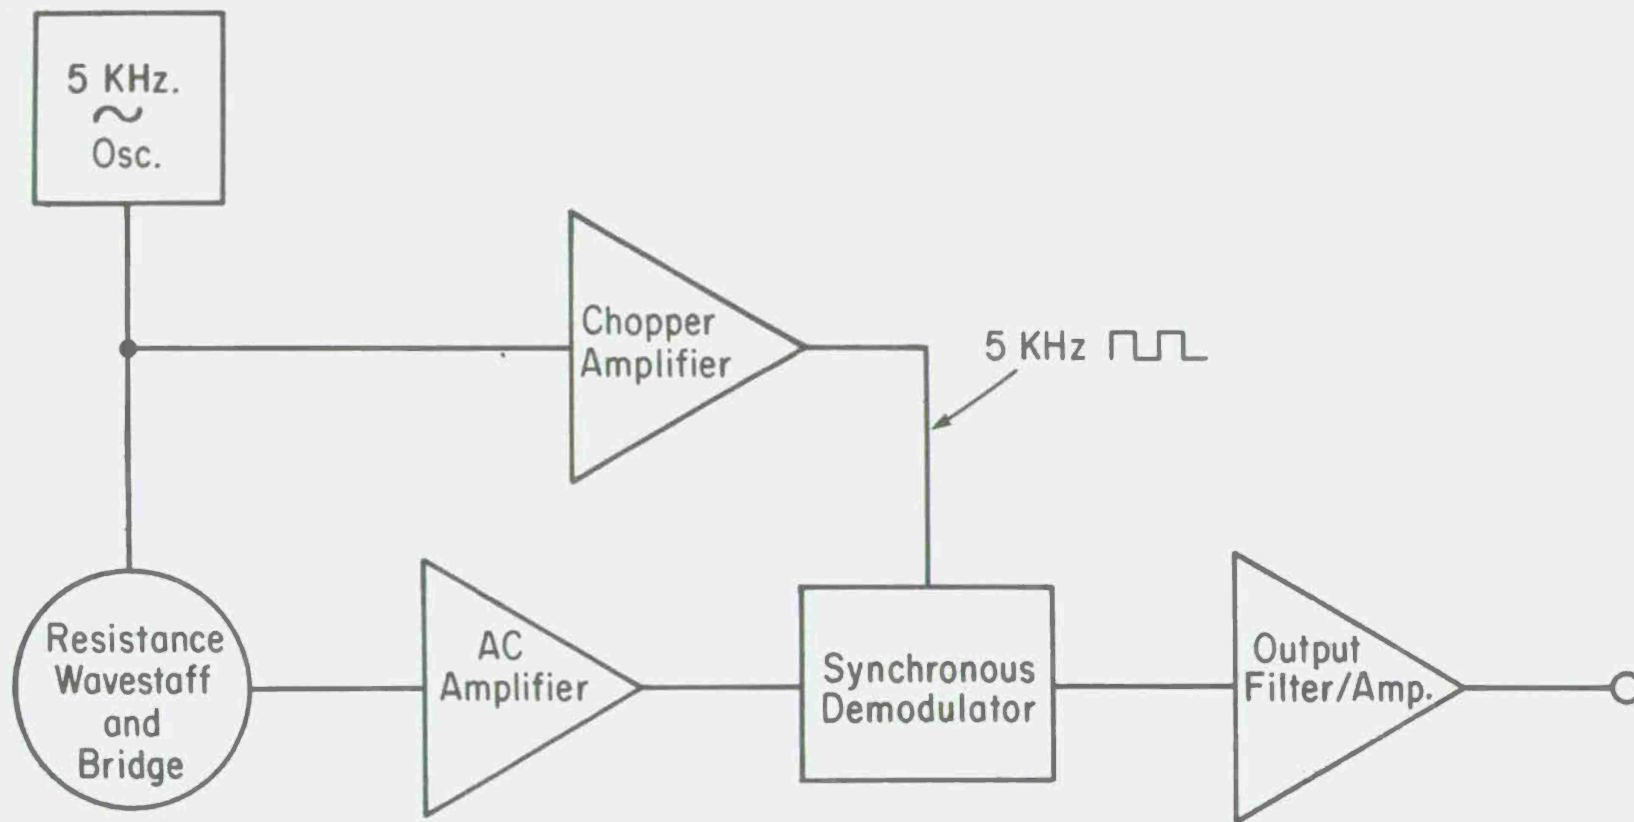 5 KHz.
~
Osc.
Chopper
Amplifier
5 KHz
Resistance
Wavestaff
and
Bridge
AC
Amplifier
Synchronous
Demodulator
Output
Filter/Amp.